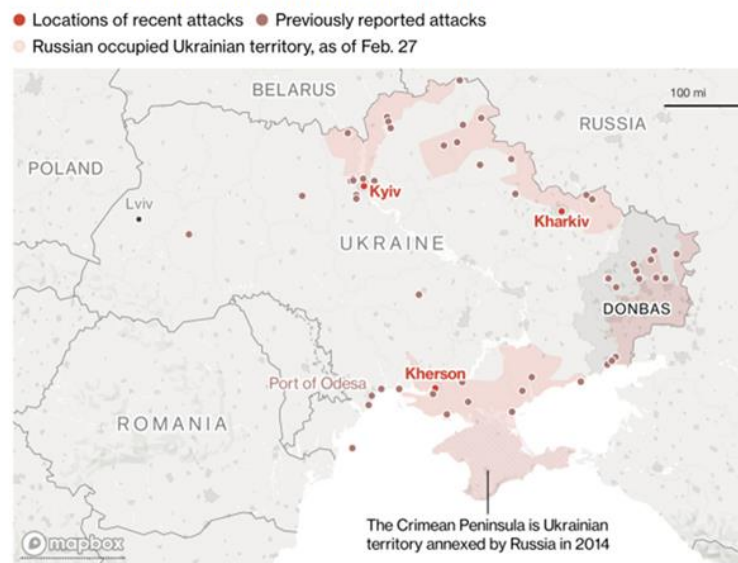 Locations of recent attacks Previously reported attacks
Russian occupied Ukrainian territory, as of Feb. 27
BELARUS
100 mi
RUSSIA
POLAND
Lviv
Kyiv
Kharkiv
UKRAINE
DONBAS
Kherson
Port of Odesa
ROMANIA
The Crimean Peninsula is Ukrainian
territory annexed by Russia in 2014
mapbox